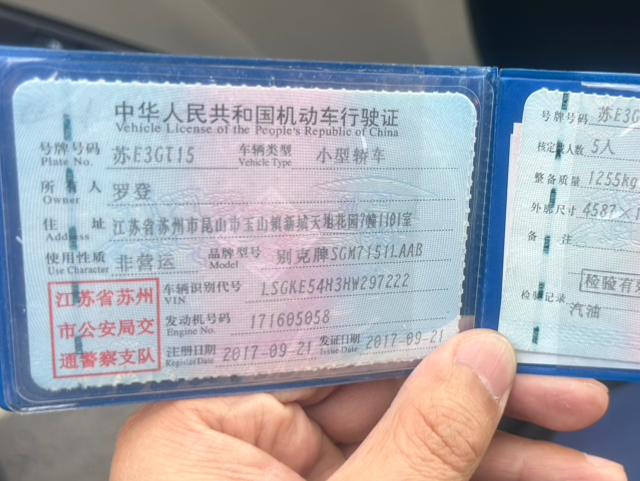 中华人民共和国机动车行驶证
Vehicle License of the People's Republic of China
号牌号码 苏E3GT15 车辆类型 小型轿车
Plate No. Vehicle Type
所有人 罗登
Owner
住址 江苏省苏州市昆山市玉山镇新城天地花园7幢1101室
Address
使用性质 非营运 品牌型号 别克牌SGM7151LAAB
Use Character Model
车辆识别代号 LSGKE54H3HW297222
VIN
发动机号码 171605058
Engine No.
注册日期 2017-09-21 发证日期 2017-09-21
Register Date Issue Date
江苏省苏州
市公安局交
通警察支队
号牌号码 苏E3G
核定载人数 5人
整备质量 1255kg
外廓尺寸 4587×
备注
检验有效
检验记录
汽油